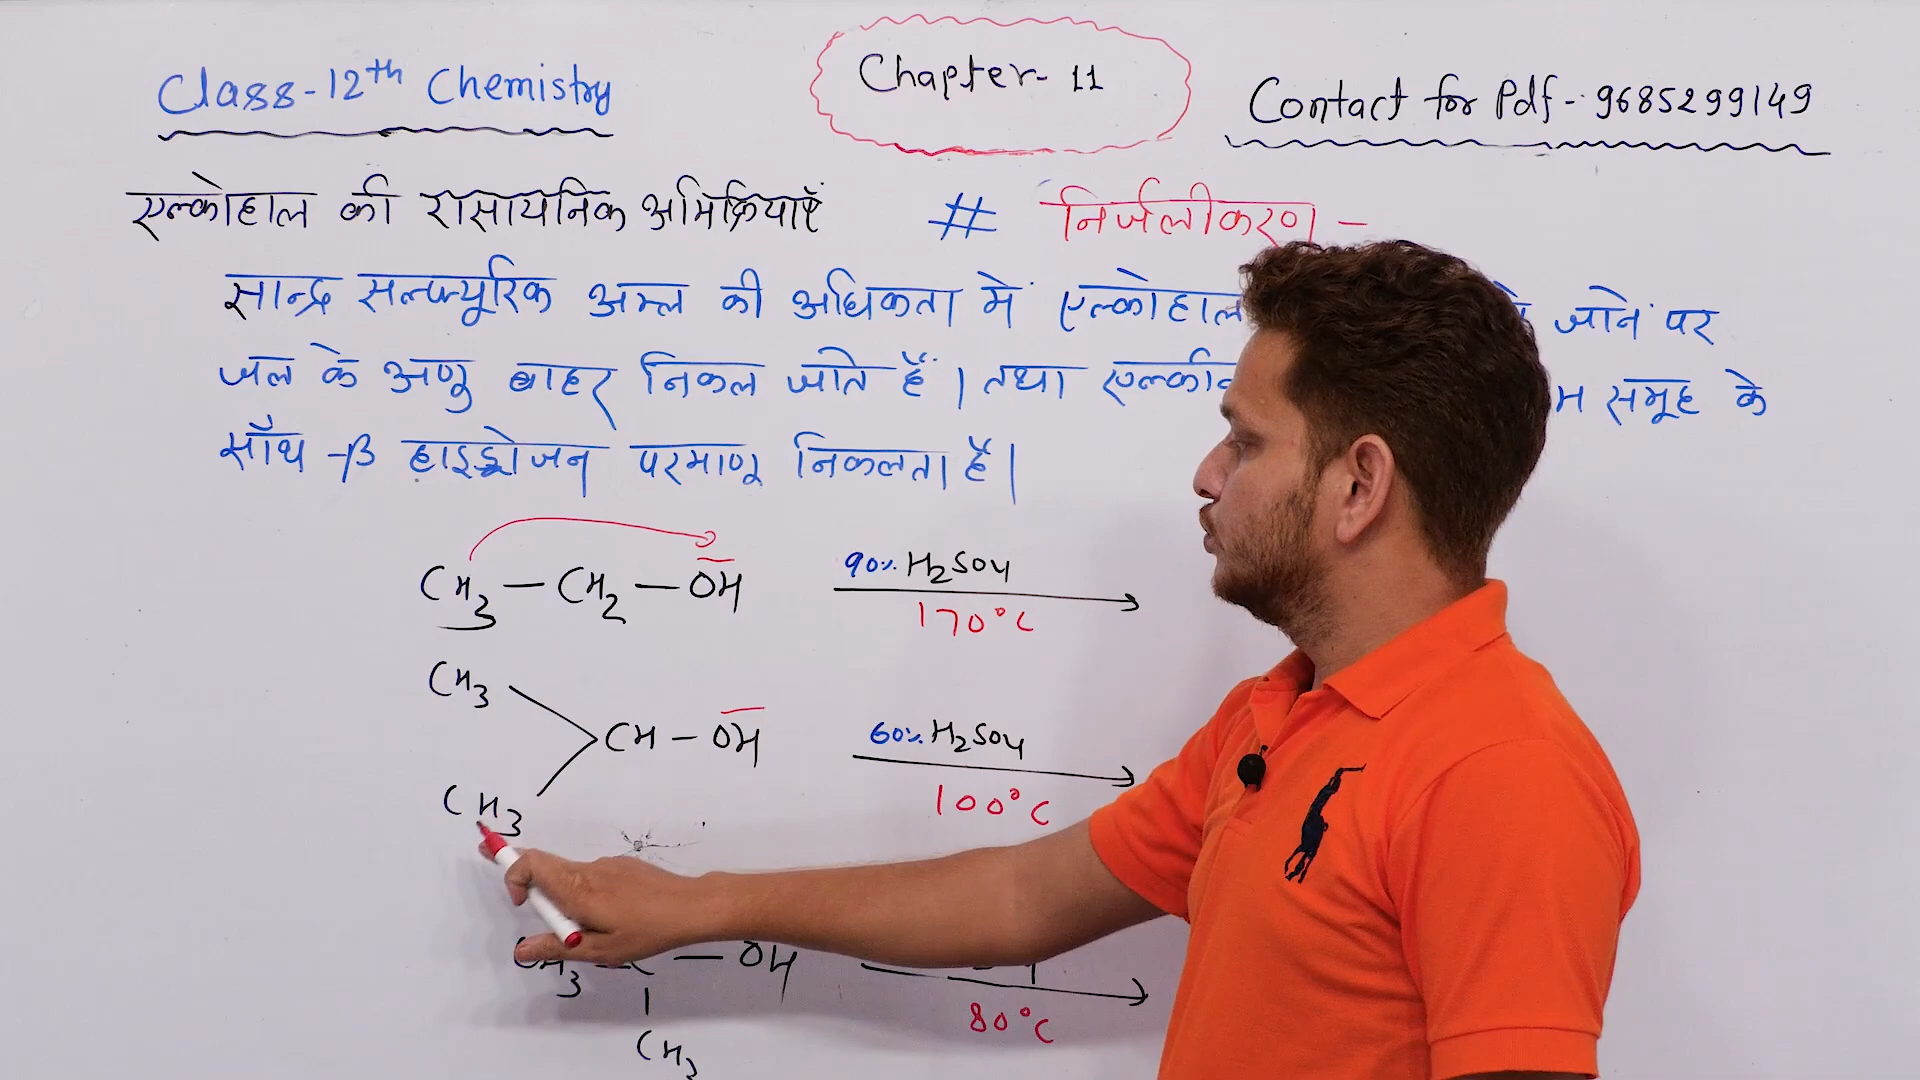 Class-12th Chemistry
Chapter-11
Contact for Pdf-9685299149
एल्कोहाल की रासायनिक अभिक्रियाएँ # निर्जलीकरण -
सान्द्र सल्फ्यूरिक अम्ल की अधिकता में एल्कोहाल जाने पर
जल के अणु बाहर निकल जाते हैं। तथा समूह के
साँथ -β हाइड्रोजन परमाणू निकलता है।
CH3 - CH2 - OH 90% H2SO4
170°C
CH3
CH - OH 60% H2SO4
CH3 100°C
CH3 - OH
80°C
CH3